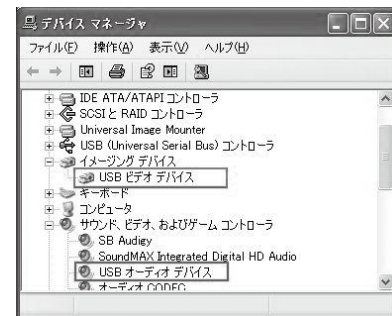 デバイス マネージャ
ファイル(F) 操作(A) 表示(V) ヘルプ(H)
IDE ATA/ATAPI コントローラ
SCSI と RAID コントローラ
Universal Image Mounter
USB (Universal Serial Bus) コントローラ
イメージング デバイス
USB ビデオ デバイス
キーボード
コンピュータ
サウンド、ビデオ、およびゲーム コントローラ
SB Audigy
SoundMAX Integrated Digital HD Audio
USB オーディオ デバイス
オーディオ CODEC